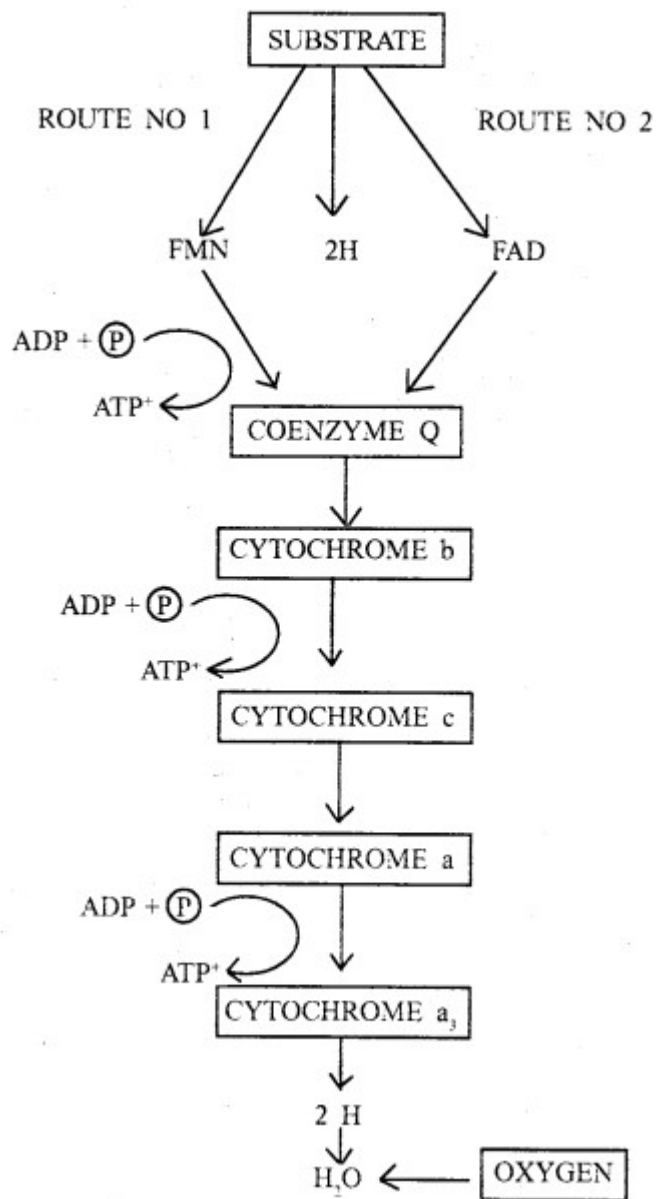 SUBSTRATE
ROUTE NO 1
ROUTE NO 2
FMN
2H
FAD
ADP + Ⓟ
ATP⁺
COENZYME Q
CYTOCHROME b
ADP + Ⓟ
ATP⁺
CYTOCHROME c
CYTOCHROME a
ADP + Ⓟ
ATP⁺
CYTOCHROME a₃
2 H
H₂O
OXYGEN